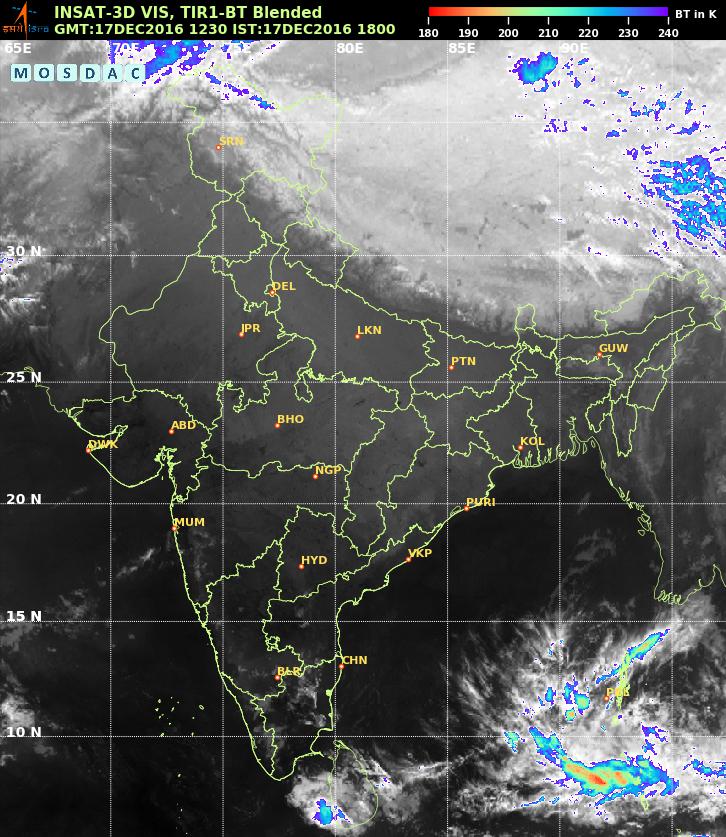 INSAT-3D VIS, TIR1-BT Blended
GMT:17DEC2016 1230 IST:17DEC2016 1800
BT in K
180 190 200 210 220 230 240
65E 70E 75E 80E 85E 90E
M O S D A C
SRN
30 N
DEL
JPR LKN
GUW
PTN
25 N
ABD BHO
DWK KOL
NGP
20 N PURI
MUM
VKP
HYD
15 N
CHN
BLR
10 N